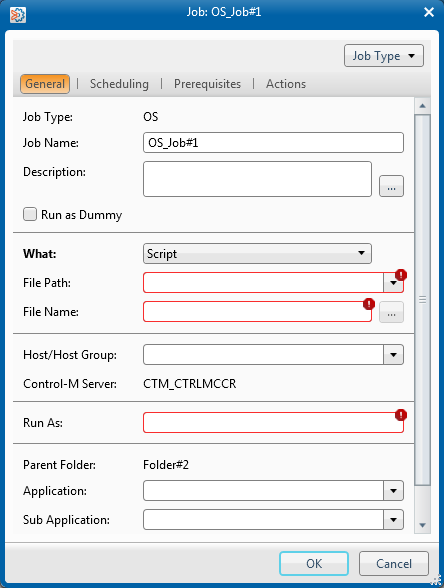 Job: OS_Job#1
Job Type
General | Scheduling | Prerequisites | Actions
Job Type: OS
Job Name: OS_Job#1
Description:
...
Run as Dummy
What: Script
File Path:
File Name:
...
Host/Host Group:
Control-M Server: CTM_CTRLMCCR
Run As:
Parent Folder: Folder#2
Application:
Sub Application:
OK Cancel